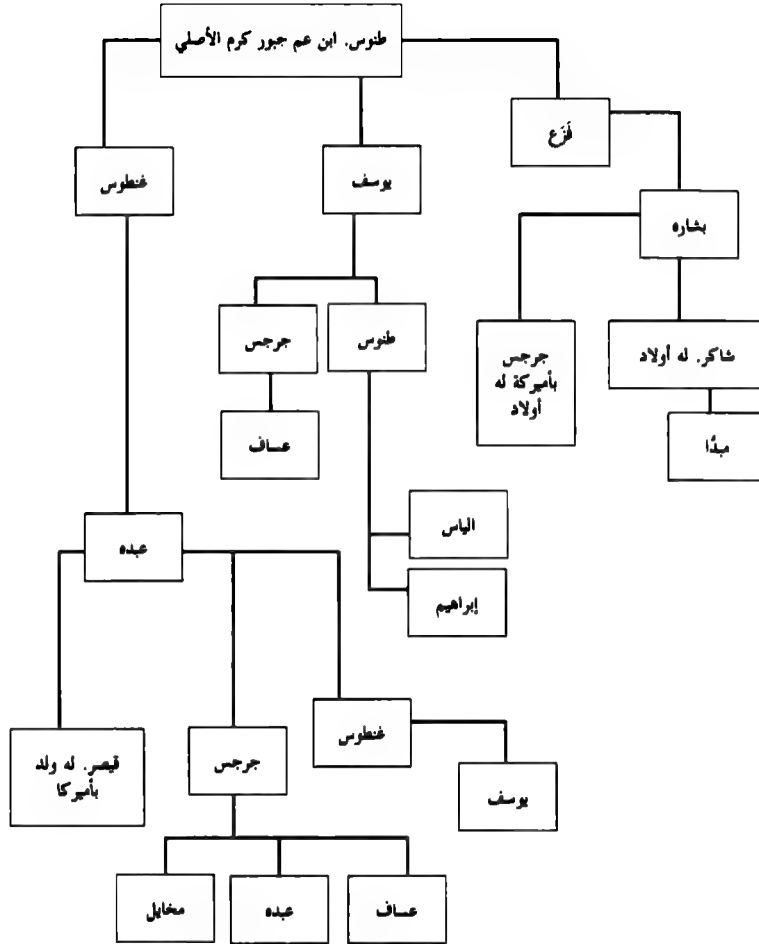 طنوس. ابن عم جبور كرم الأصلي
فَزَع
غنطوس
يوسف
بشاره
جرجس
طنوس
جرجس
بأميركة له
أولاد
شاكر. له أولاد
عساف
مبدَّا
الياس
عبده
إبراهيم
غنطوس
قيصر. له ولد
بأميركا
جرجس
يوسف
مخايل
عبده
عساف